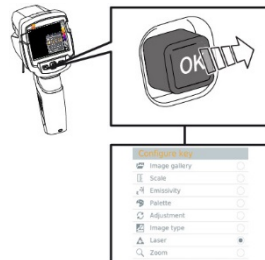 OK
Configure key
Image gallery
Scale
Emissivity
Palette
Adjustment
Image type
Laser
Zoom